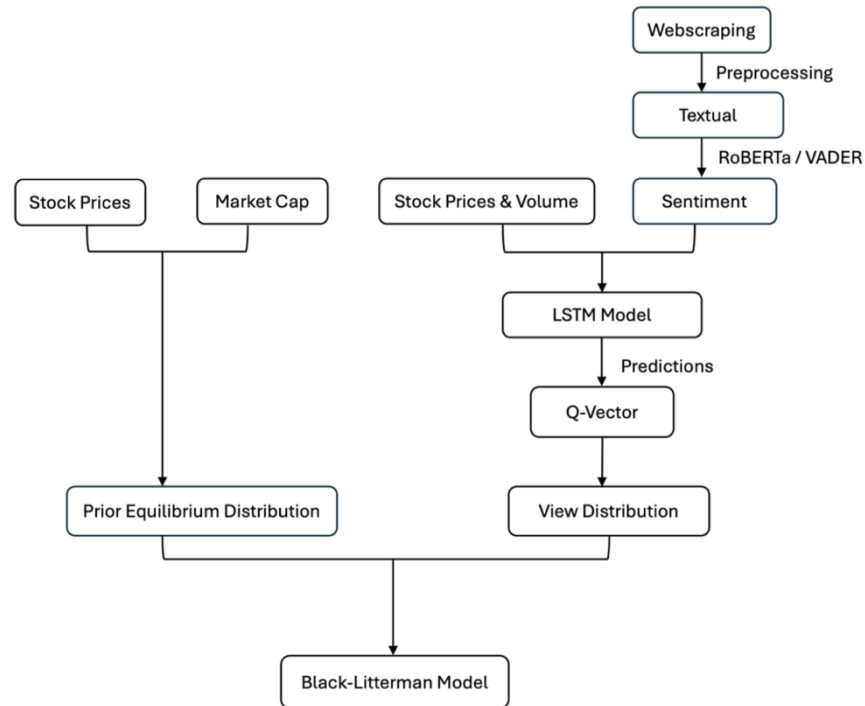 Webscraping
Preprocessing
Textual
RoBERTa / VADER
Stock Prices
Market Cap
Stock Prices & Volume
Sentiment
LSTM Model
Predictions
Q-Vector
Prior Equilibrium Distribution
View Distribution
Black-Litterman Model